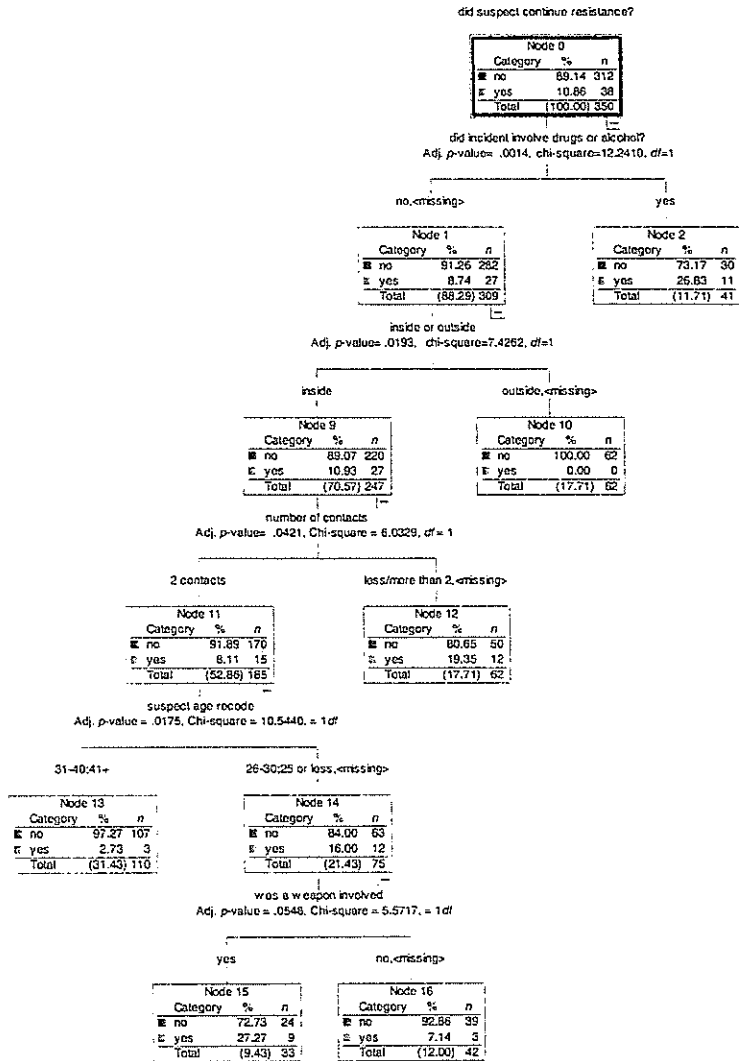 did suspect continue resistance?
Node 0
Category % n
no 89.14 312
yes 10.86 38
Total (100.00) 350
did incident involve drugs or alcohol?
Adj. p-value= .0014, chi-square=12.2410, df=1
no,<missing> yes
Node 1
Category % n
no 91.26 282
yes 8.74 27
Total (88.29) 309
Node 2
Category % n
no 73.17 30
yes 26.83 11
Total (11.71) 41
inside or outside
Adj. p-value= .0193, chi-square=7.4262, df=1
inside outside,<missing>
Node 9
Category % n
no 89.07 220
yes 10.93 27
Total (70.57) 247
Node 10
Category % n
no 100.00 62
yes 0.00 0
Total (17.71) 62
number of contacts
Adj. p-value= .0421, Chi-square = 6.0329, df= 1
2 contacts less/more than 2,<missing>
Node 11
Category % n
no 91.89 170
yes 8.11 15
Total (52.86) 185
Node 12
Category % n
no 80.65 50
yes 19.35 12
Total (17.71) 62
suspect age recode
Adj. p-value = .0175, Chi-square = 10.5440, = 1df
31-40;41+ 26-30;25 or less,<missing>
Node 13
Category % n
no 97.27 107
yes 2.73 3
Total (31.43) 110
Node 14
Category % n
no 84.00 63
yes 16.00 12
Total (21.43) 75
was a weapon involved
Adj. p-value = .0548, Chi-square = 5.5717, = 1df
yes no,<missing>
Node 15
Category % n
no 72.73 24
yes 27.27 9
Total (9.43) 33
Node 16
Category % n
no 92.86 39
yes 7.14 3
Total (12.00) 42